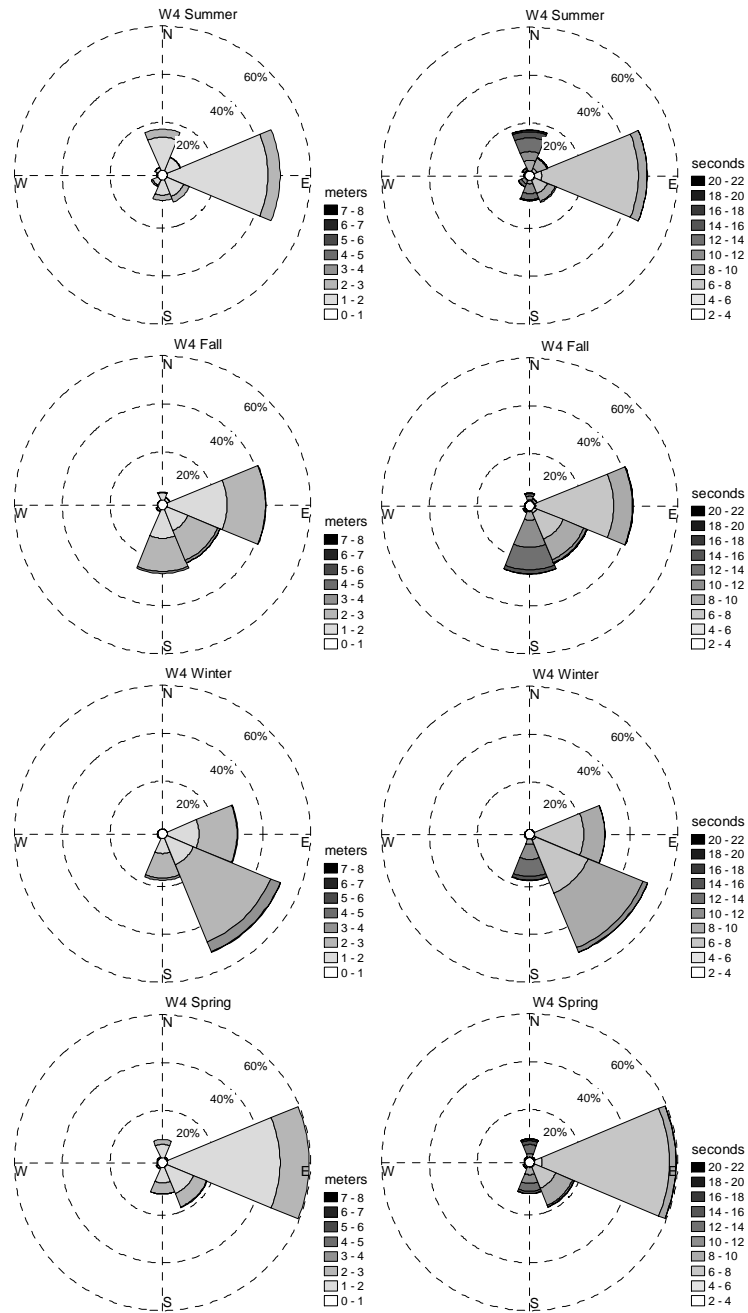 W4 Summer
N
60%
40%
20%
W
E
S
meters
7 - 8
6 - 7
5 - 6
4 - 5
3 - 4
2 - 3
1 - 2
0 - 1
W4 Summer
N
60%
40%
20%
W
E
S
seconds
20 - 22
18 - 20
16 - 18
14 - 16
12 - 14
10 - 12
8 - 10
6 - 8
4 - 6
2 - 4
W4 Fall
N
60%
40%
20%
W
E
S
meters
7 - 8
6 - 7
5 - 6
4 - 5
3 - 4
2 - 3
1 - 2
0 - 1
W4 Fall
N
60%
40%
20%
W
E
S
seconds
20 - 22
18 - 20
16 - 18
14 - 16
12 - 14
10 - 12
8 - 10
6 - 8
4 - 6
2 - 4
W4 Winter
N
60%
40%
20%
W
E
S
meters
7 - 8
6 - 7
5 - 6
4 - 5
3 - 4
2 - 3
1 - 2
0 - 1
W4 Winter
N
60%
40%
20%
W
E
S
seconds
20 - 22
18 - 20
16 - 18
14 - 16
12 - 14
10 - 12
8 - 10
6 - 8
4 - 6
2 - 4
W4 Spring
N
60%
40%
20%
W
E
S
meters
7 - 8
6 - 7
5 - 6
4 - 5
3 - 4
2 - 3
1 - 2
0 - 1
W4 Spring
N
60%
40%
20%
W
E
S
seconds
20 - 22
18 - 20
16 - 18
14 - 16
12 - 14
10 - 12
8 - 10
6 - 8
4 - 6
2 - 4